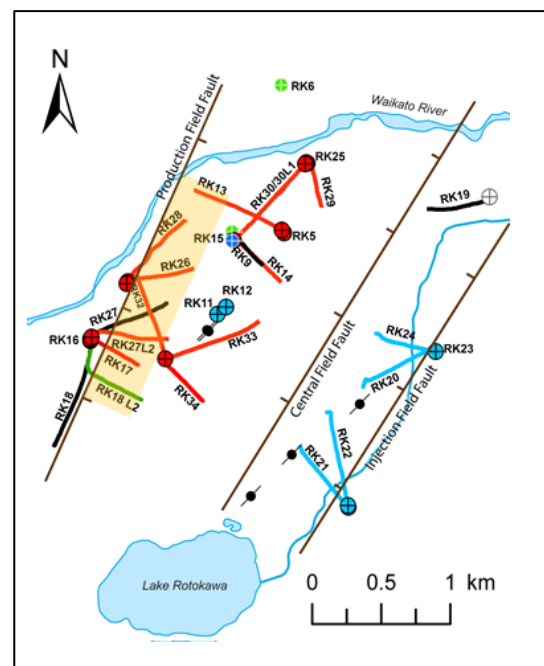 N
RK6
Waikato River
Production Field Fault
RK25
RK30/30L1
RK29
RK13
RK19
RK28
RK15
RK5
RK9
RK14
RK26
RK32
RK12
RK11
RK27
RK33
RK16
RK27L2
RK17
RK24
RK23
RK20
RK18
RK18 L2
RK34
Central Field Fault
Injection Field Fault
RK22
RK21
Lake Rotokawa
0 0.5 1 km